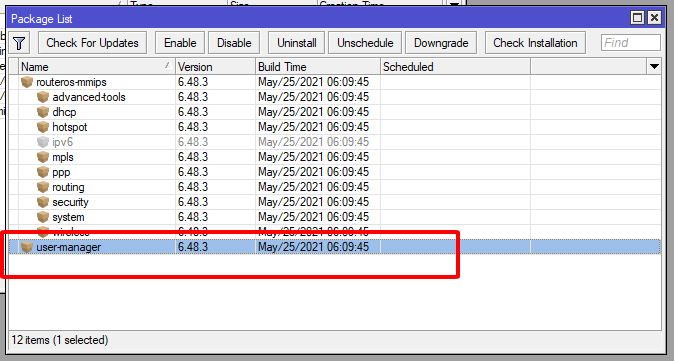 Type Size Creation Time
Package List
Check For Updates Enable Disable Uninstall Unschedule Downgrade Check Installation Find
Name / Version Build Time Scheduled
routeros-mmips 6.48.3 May/25/2021 06:09:45
advanced-tools 6.48.3 May/25/2021 06:09:45
dhcp 6.48.3 May/25/2021 06:09:45
hotspot 6.48.3 May/25/2021 06:09:45
ipv6 6.48.3 May/25/2021 06:09:45
mpls 6.48.3 May/25/2021 06:09:45
ppp 6.48.3 May/25/2021 06:09:45
routing 6.48.3 May/25/2021 06:09:45
security 6.48.3 May/25/2021 06:09:45
system 6.48.3 May/25/2021 06:09:45
wireless 6.48.3 May/25/2021 06:09:45
user-manager 6.48.3 May/25/2021 06:09:45
12 items (1 selected)